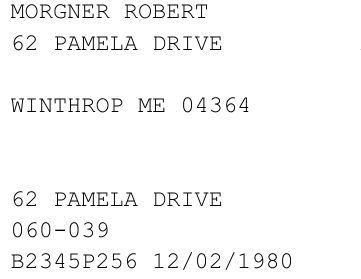 MORGNER ROBERT
62 PAMELA DRIVE
WINTHROP ME 04364
62 PAMELA DRIVE
060-039
B2345P256 12/02/1980